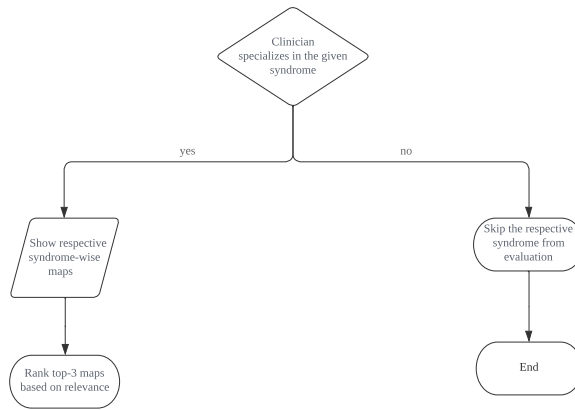 Clinician
specializes in the given
syndrome
yes
no
Show respective
syndrome-wise
maps
Skip the respective
syndrome from
evaluation
Rank top-3 maps
based on relevance
End